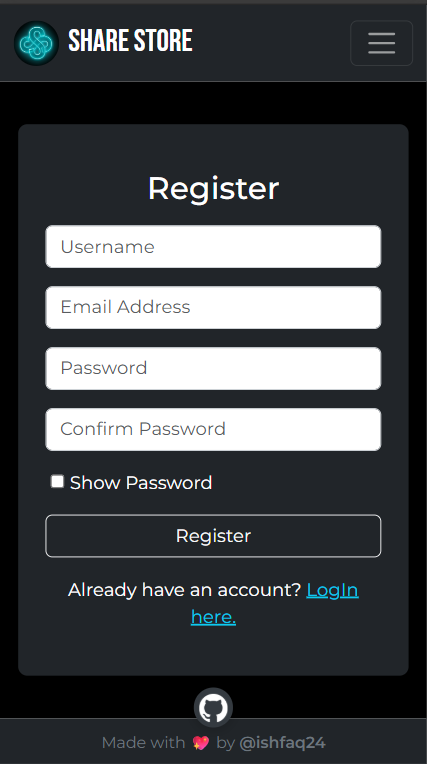 SHARE STORE
Register
Username
Email Address
Password
Confirm Password
Show Password
Register
Already have an account? LogIn
here.
Made with 💖 by @ishfaq24